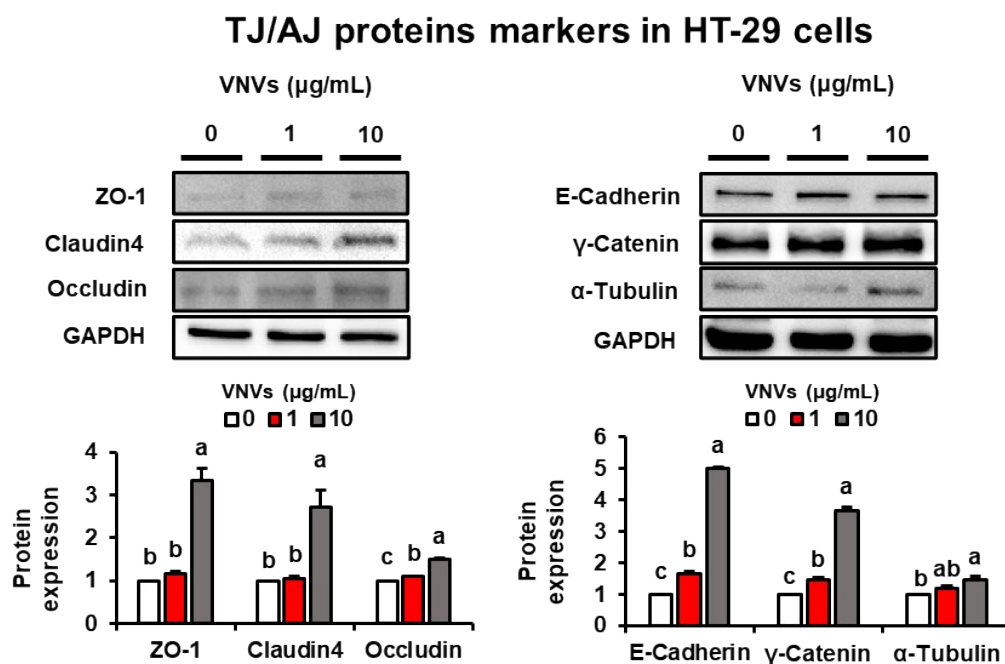 TJ/AJ proteins markers in HT-29 cells
VNVs (µg/mL)
0 1 10
ZO-1
Claudin4
Occludin
GAPDH
VNVs (µg/mL)
0 1 10
E-Cadherin
γ-Catenin
α-Tubulin
GAPDH
VNVs (µg/mL)
0 1 10
Protein expression
4
3
2
1
0
b b a
b b a
c b a
ZO-1 Claudin4 Occludin
VNVs (µg/mL)
0 1 10
Protein expression
6
5
4
3
2
1
0
c b a
c b a
b ab a
E-Cadherin γ-Catenin α-Tubulin